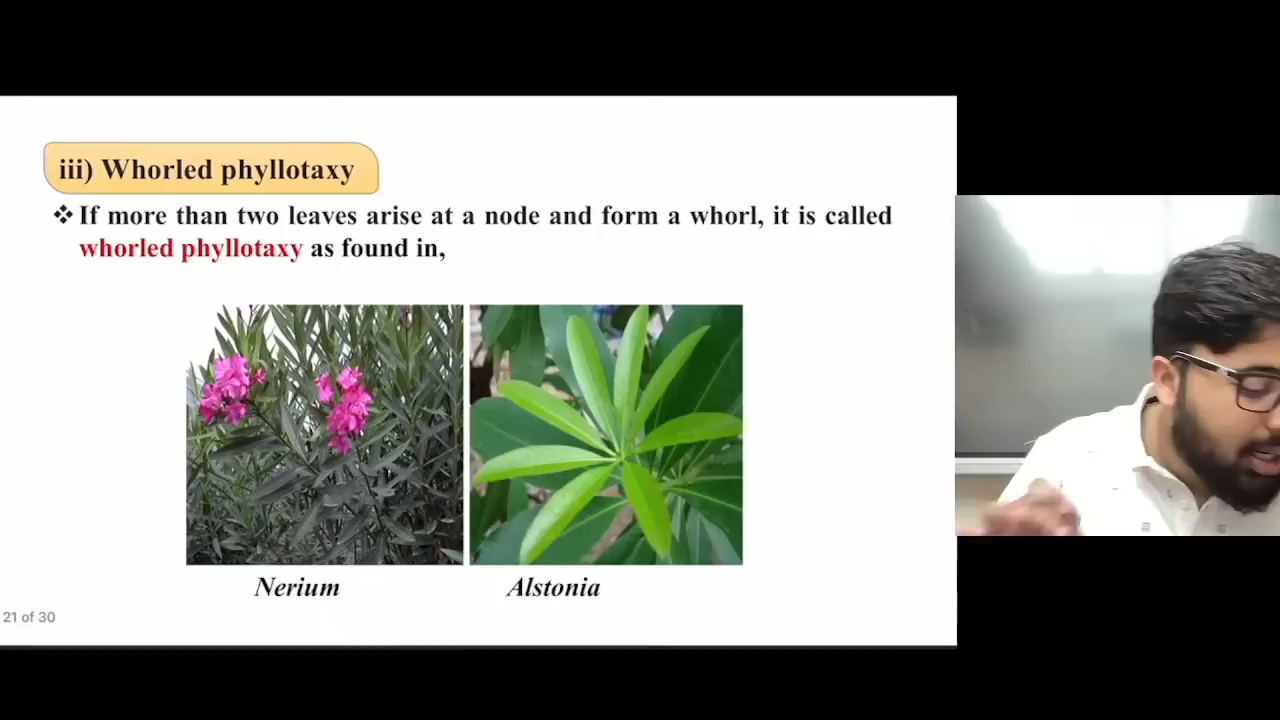 iii) Whorled phyllotaxy
❖ If more than two leaves arise at a node and form a whorl, it is called
whorled phyllotaxy as found in,
Nerium
Alstonia
21 of 30